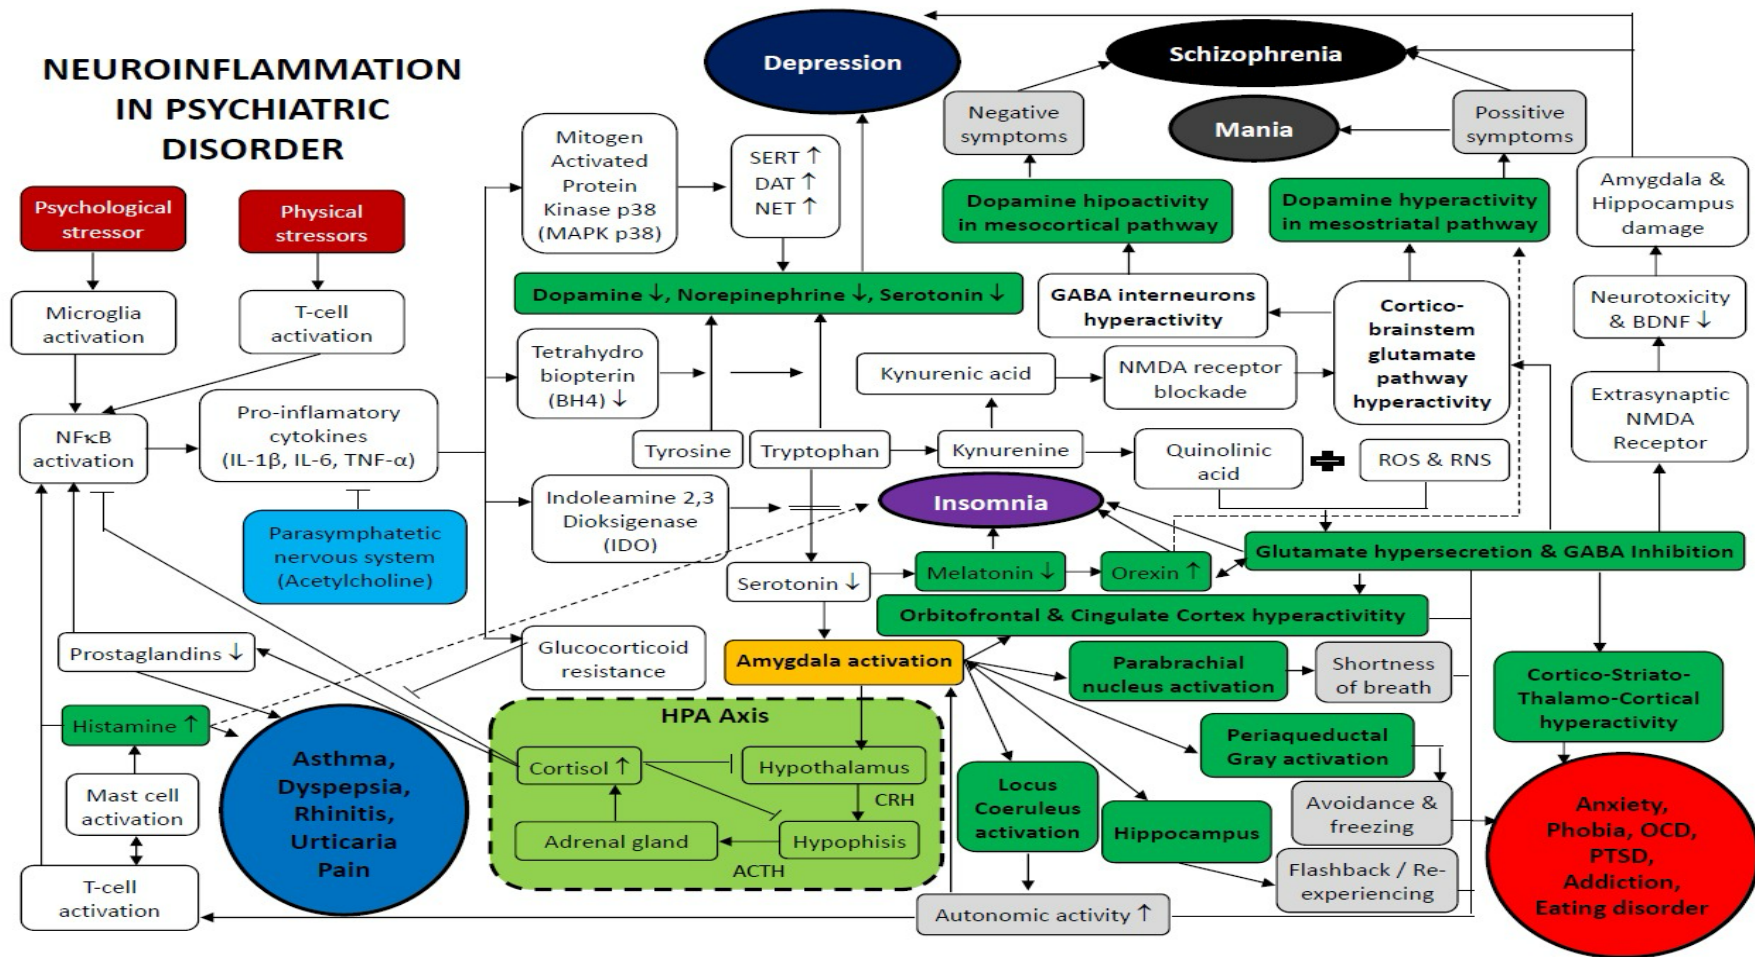 NEUROINFLAMMATION
IN PSYCHIATRIC
DISORDER
Depression
Schizophrenia
Mania
Negative
symptoms
Possitive
symptoms
Psychological
stressor
Physical
stressors
Mitogen
Activated
Protein
Kinase p38
(MAPK p38)
SERT ↑
DAT ↑
NET ↑
Dopamine hipoactivity
in mesocortical pathway
Dopamine hyperactivity
in mesostriatal pathway
Amygdala &
Hippocampus
damage
Microglia
activation
T-cell
activation
Dopamine ↓, Norepinephrine ↓, Serotonin ↓
GABA interneurons
hyperactivity
Cortico-
brainstem
glutamate
pathway
hyperactivity
Neurotoxicity
& BDNF ↓
Tetrahydro
biopterin
(BH4) ↓
Kynurenic acid
NMDA receptor
blockade
Extrasynaptic
NMDA
Receptor
NFκB
activation
Pro-inflamatory
cytokines
(IL-1β, IL-6, TNF-α)
Tyrosine
Tryptophan
Kynurenine
Quinolinic
acid
ROS & RNS
Parasymphatetic
nervous system
(Acetylcholine)
Indoleamine 2,3
Dioksigenase
(IDO)
Insomnia
Glutamate hypersecretion & GABA Inhibition
Serotonin ↓
Melatonin ↓
Orexin ↑
Orbitofrontal & Cingulate Cortex hyperactivitity
Prostaglandins ↓
Glucocorticoid
resistance
Amygdala activation
Parabrachial
nucleus activation
Shortness
of breath
Cortico-Striato-
Thalamo-Cortical
hyperactivity
Histamine ↑
HPA Axis
Cortisol ↑
Hypothalamus
CRH
Adrenal gland
Hypophisis
ACTH
Periaqueductal
Gray activation
Locus
Coeruleus
activation
Hippocampus
Avoidance &
freezing
Flashback / Re-
experiencing
Mast cell
activation
T-cell
activation
Asthma,
Dyspepsia,
Rhinitis,
Urticaria
Pain
Autonomic activity ↑
Anxiety,
Phobia, OCD,
PTSD,
Addiction,
Eating disorder